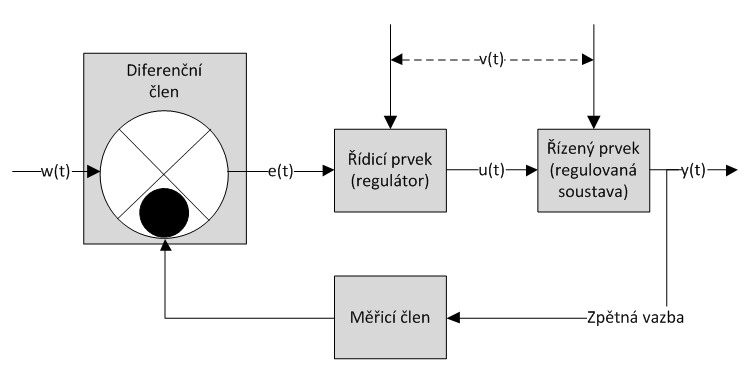 Diferenční
člen
v(t)
w(t)
e(t)
Řídicí prvek
(regulátor)
u(t)
Řízený prvek
(regulovaná
soustava)
y(t)
Měřicí člen
Zpětná vazba